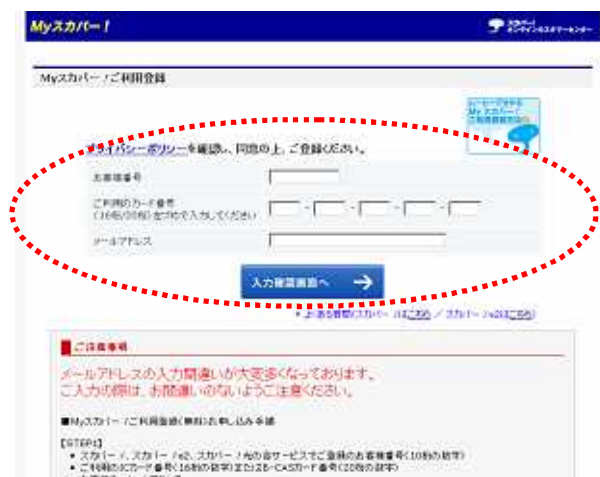 Myスカパー!
スカパー!
オンラインカスタマーセンター
Myスカパー!ご利用登録
プライバシーポリシーを確認し、同意の上、ご登録ください。
お客様番号
ご利用のカード番号
(16桁/20桁)左づめで入力してください
- - - -
メールアドレス
入力確認画面へ →
よくある質問(スカパー!はこちら / スカパー!e2はこちら)
ご注意事項
メールアドレスの入力間違いが大変多くなっております。
ご入力の際は、お間違いのないようご注意ください。
■Myスカパー!ご利用登録(無料)お申し込み手順
【STEP1】
• スカパー!、スカパー!e2、スカパー!光の各サービスでご登録のお客様番号(10桁の数字)
• ご利用のICカード番号(16桁の数字)またはB-CASカード番号(20桁の数字)